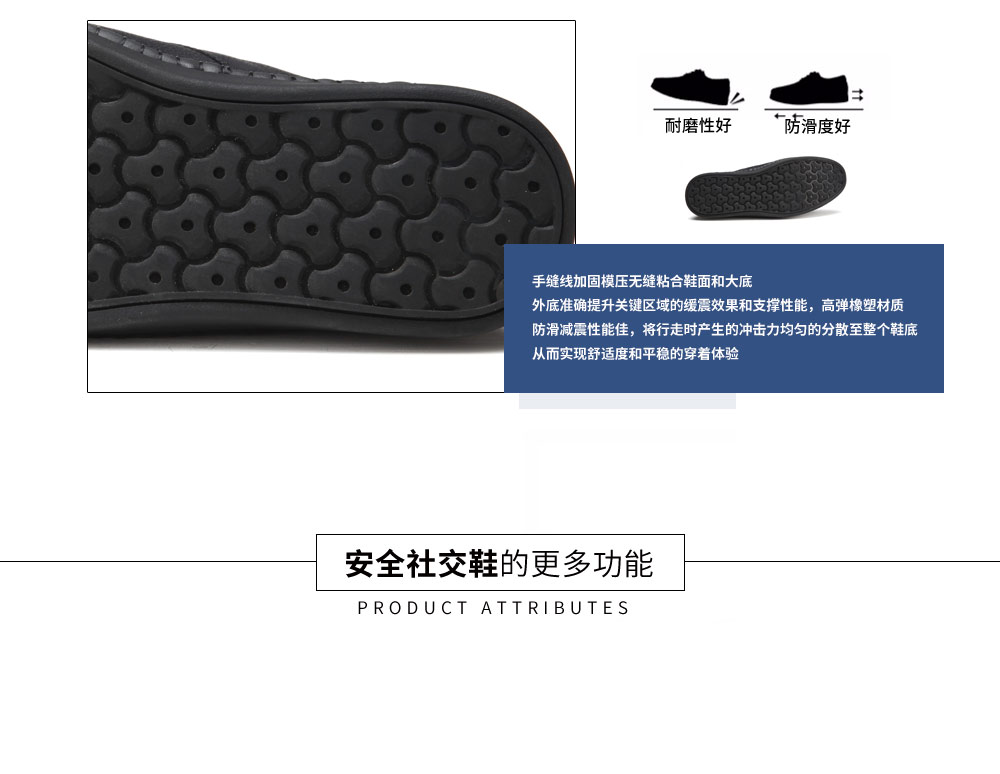 耐磨性好
防滑度好
手缝线加固模压无缝粘合鞋面和大底
外底准确提升关键区域的缓震效果和支撑性能，高弹橡塑材质
防滑减震性能佳，将行走时产生的冲击力均匀的分散至整个鞋底
从而实现舒适度和平稳的穿着体验
安全社交鞋的更多功能
PRODUCT ATTRIBUTES